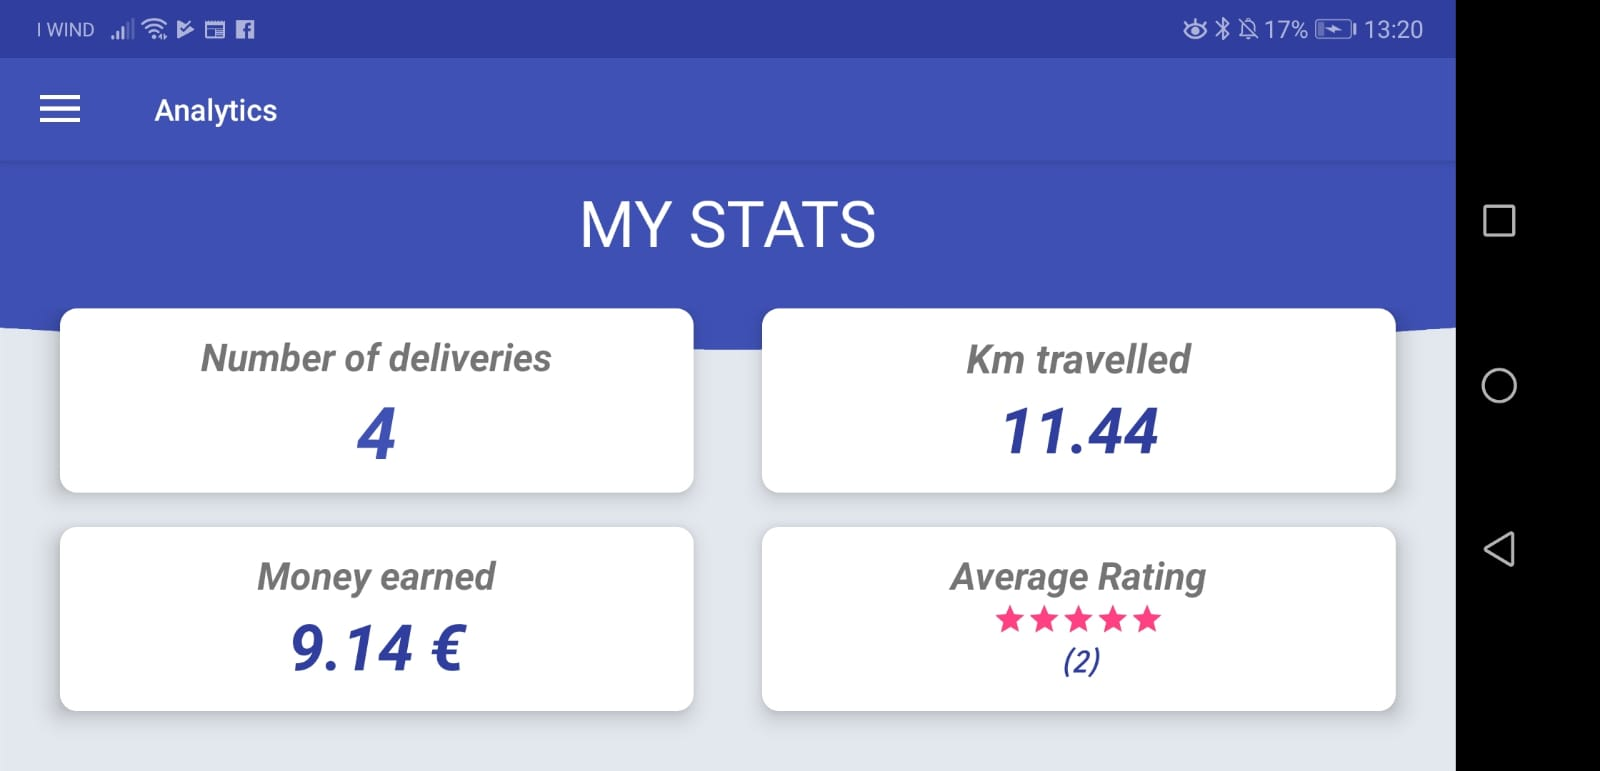 I WIND
17% 13:20
Analytics
MY STATS
Number of deliveries
4
Km travelled
11.44
Money earned
9.14 €
Average Rating
(2)